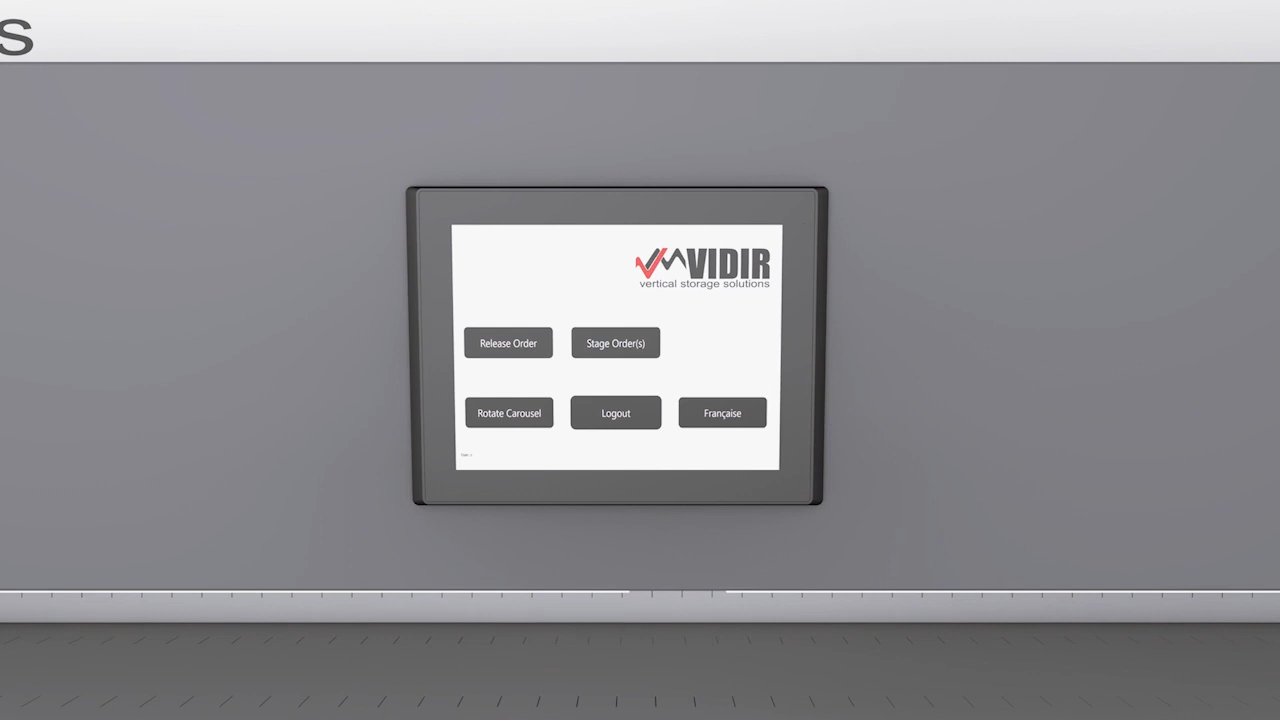 S
VIDIR
vertical storage solutions
Release Order Stage Order(s)
Rotate Carousel Logout Française